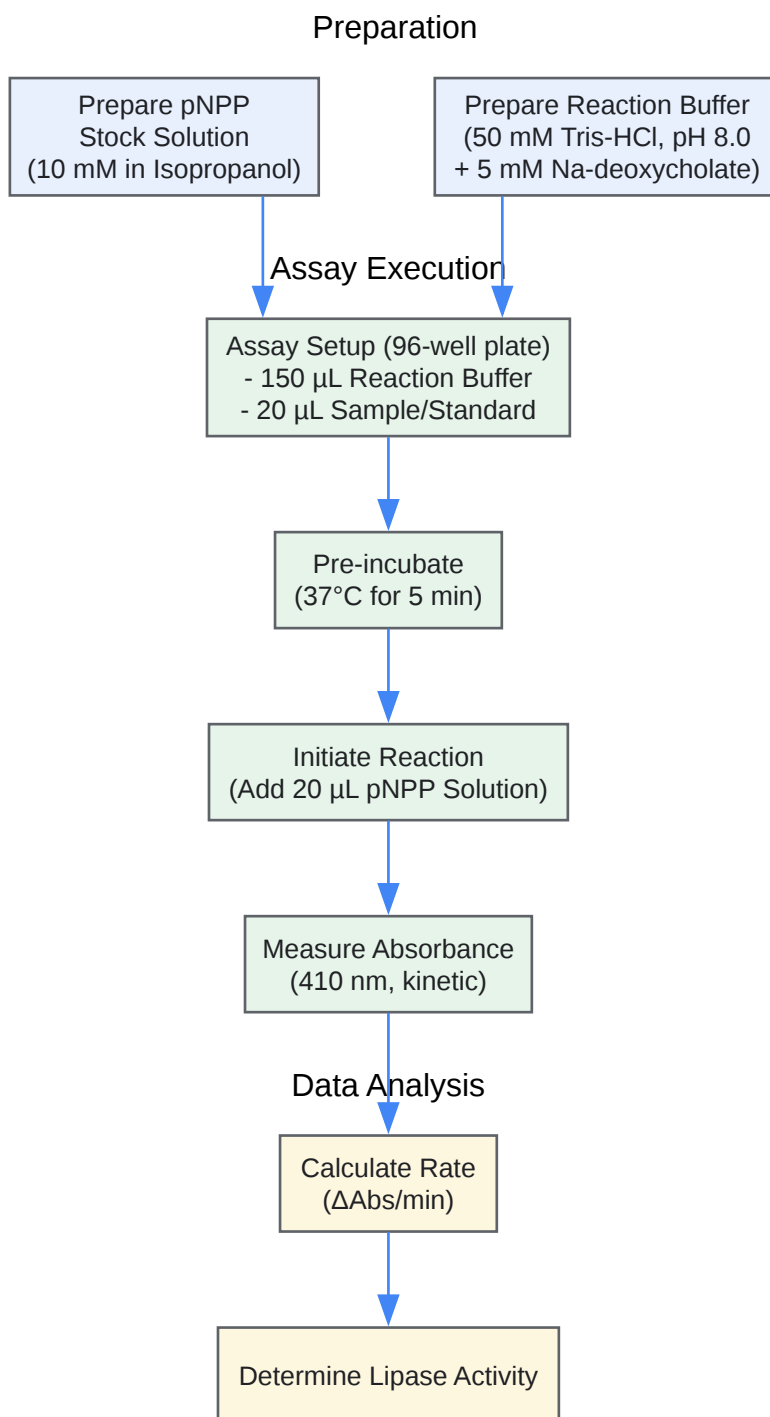 Preparation
Prepare pNPP
Stock Solution
(10 mM in Isopropanol)
Prepare Reaction Buffer
(50 mM Tris-HCl, pH 8.0
+ 5 mM Na-deoxycholate)
Assay Execution
Assay Setup (96-well plate)
- 150 µL Reaction Buffer
- 20 µL Sample/Standard
Pre-incubate
(37°C for 5 min)
Initiate Reaction
(Add 20 µL pNPP Solution)
Measure Absorbance
(410 nm, kinetic)
Data Analysis
Calculate Rate
(ΔAbs/min)
Determine Lipase Activity